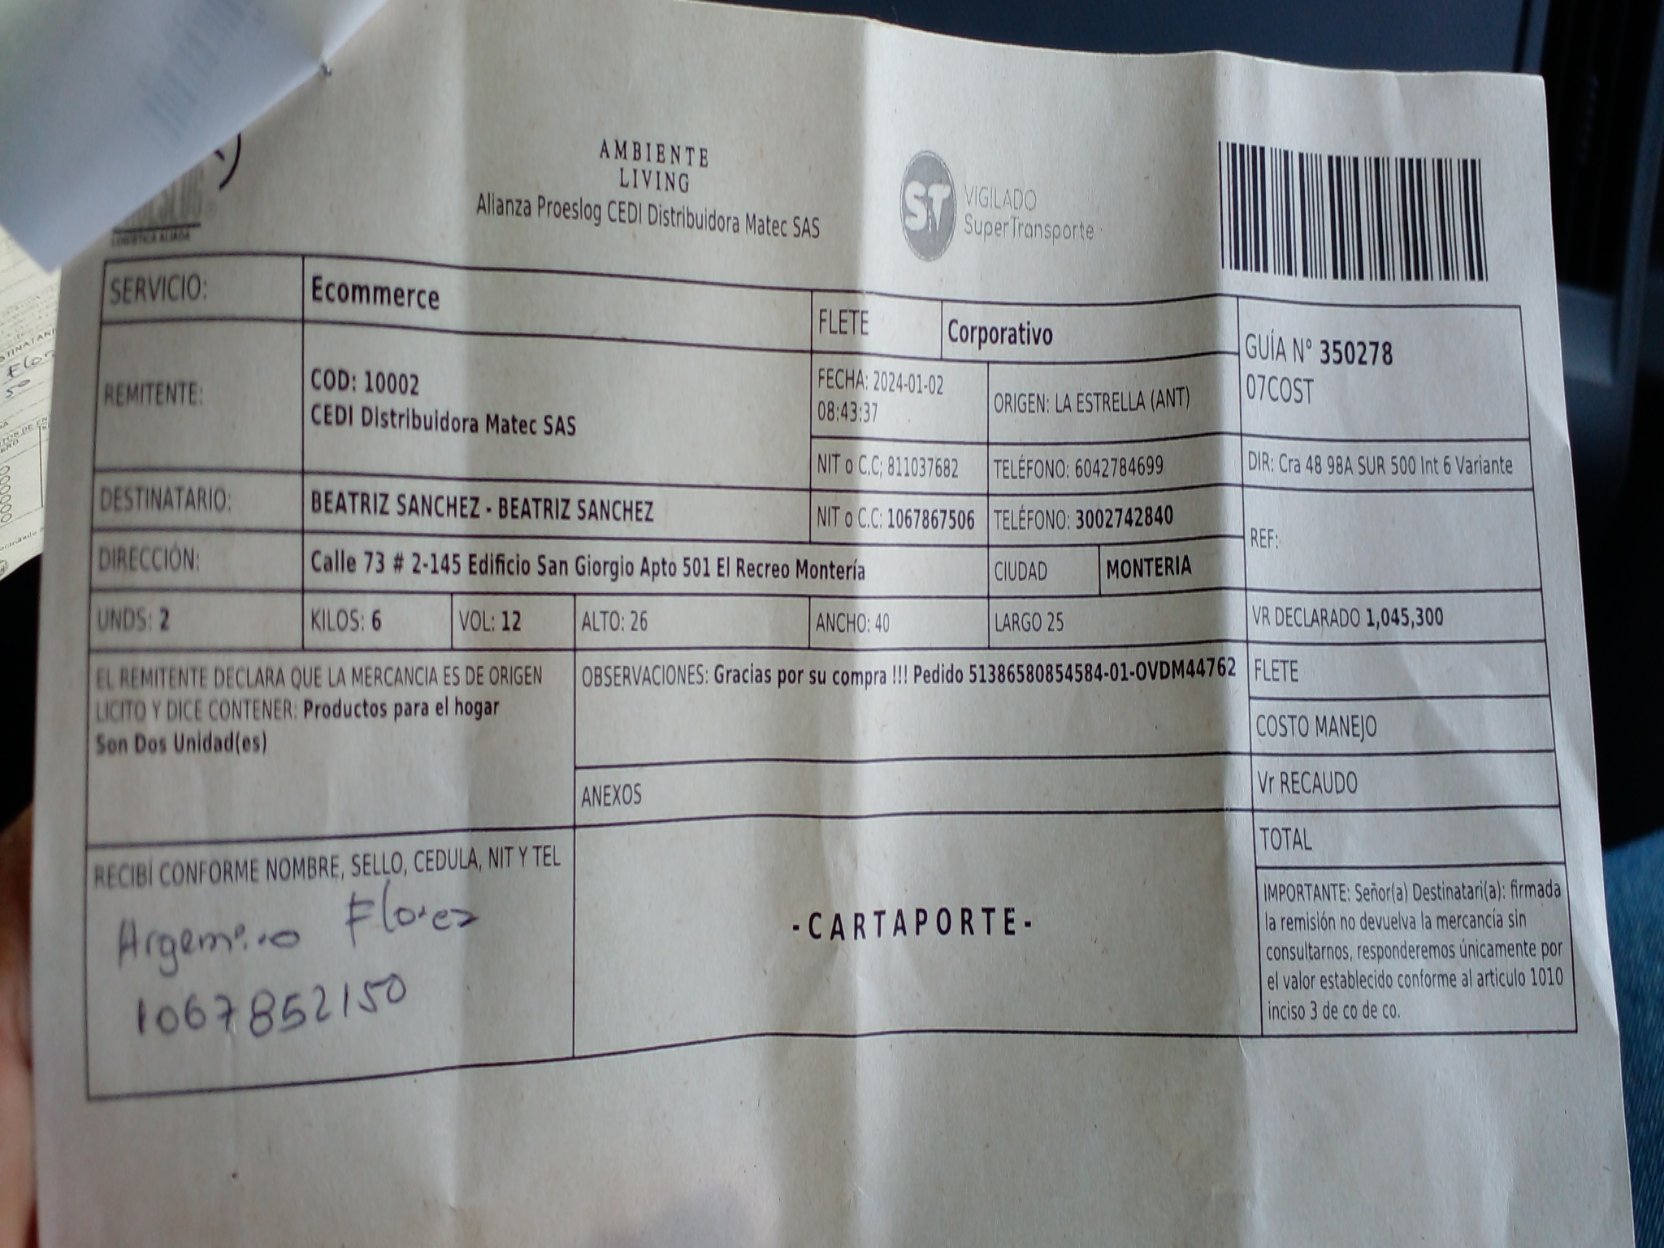 AMBIENTE
LIVING
Alianza Proeslog CEDI Distribuidora Matec SAS
LOGÍSTICA ALIADA
ST
VIGILADO
SuperTransporte
SERVICIO: Ecommerce
FLETE Corporativo
GUÍA N° 350278
07COST
REMITENTE: COD: 10002
CEDI Distribuidora Matec SAS
FECHA: 2024-01-02
08:43:37
ORIGEN: LA ESTRELLA (ANT)
NIT o C.C; 811037682 TELÉFONO: 6042784699
DIR: Cra 48 98A SUR 500 Int 6 Variante
DESTINATARIO: BEATRIZ SANCHEZ - BEATRIZ SANCHEZ
NIT o C.C: 1067867506 TELÉFONO: 3002742840
REF:
DIRECCIÓN: Calle 73 # 2-145 Edificio San Giorgio Apto 501 El Recreo Montería
CIUDAD MONTERIA
UNDS: 2 KILOS: 6 VOL: 12 ALTO: 26 ANCHO: 40 LARGO 25
VR DECLARADO 1,045,300
EL REMITENTE DECLARA QUE LA MERCANCIA ES DE ORIGEN
LICITO Y DICE CONTENER: Productos para el hogar
Son Dos Unidad(es)
OBSERVACIONES: Gracias por su compra !!! Pedido 51386580854584-01-OVDM44762
FLETE
COSTO MANEJO
ANEXOS
Vr RECAUDO
TOTAL
RECIBÍ CONFORME NOMBRE, SELLO, CEDULA, NIT Y TEL
Argemiro Florez
1067852150
-CARTAPORTE-
IMPORTANTE: Señor(a) Destinatari(a): firmada
la remisión no devuelva la mercancía sin
consultarnos, responderemos únicamente por
el valor establecido conforme al articulo 1010
inciso 3 de co de co.